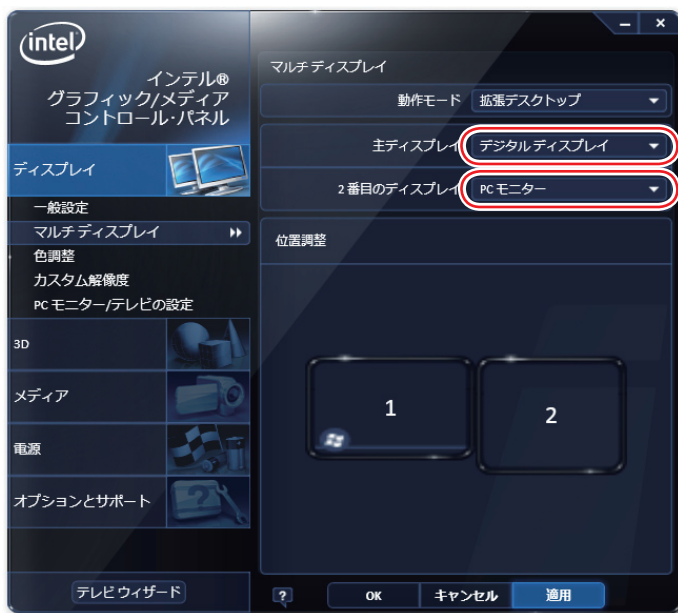 intel
インテル®
グラフィック/メディア
コントロール・パネル
ディスプレイ
一般設定
マルチディスプレイ
色調整
カスタム解像度
PC モニター/テレビの設定
3D
メディア
電源
オプションとサポート
テレビ ウィザード
マルチ ディスプレイ
動作モード 拡張デスクトップ
主ディスプレイ デジタル ディスプレイ
2 番目のディスプレイ PC モニター
位置調整
1 2
? OK キャンセル 適用